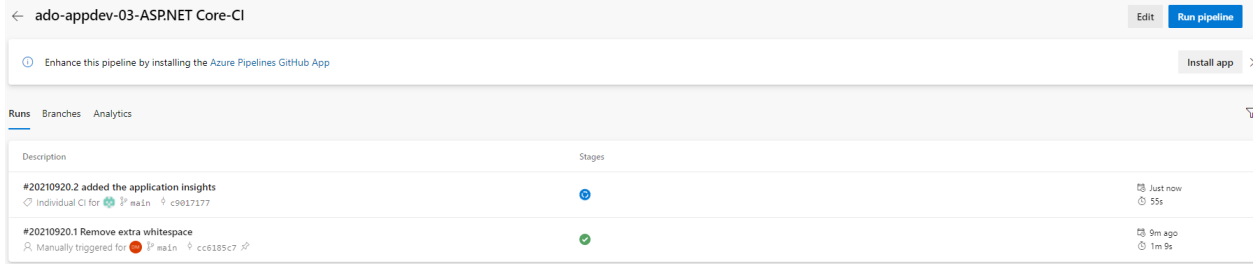 ado-appdev-03-ASP.NET Core-CI
Edit
Run pipeline
Enhance this pipeline by installing the Azure Pipelines GitHub App
Install app
Runs Branches Analytics
Description Stages
#20210920.2 added the application insights
Individual CI for main c9017177
Just now
55s
#20210920.1 Remove extra whitespace
Manually triggered for DM main cc6185c7
9m ago
1m 9s